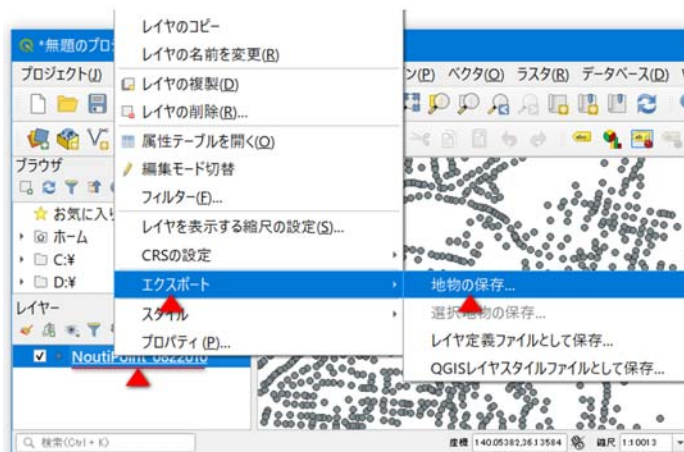 レイヤのコピー
レイヤの名前を変更(R)
レイヤの複製(D)
レイヤの削除(R)...
属性テーブルを開く(O)
編集モード切替
フィルター(F)...
レイヤを表示する縮尺の設定(S)...
CRSの設定
エクスポート
スタイル
プロパティ (P)...
地物の保存...
選択地物の保存...
レイヤ定義ファイルとして保存...
QGISレイヤスタイルファイルとして保存...
*無題のプロ
プロジェクト(J)
ン(P) ベクタ(O) ラスタ(R) データベース(D)
ブラウザ
お気に入り
ホーム
C:¥
D:¥
レイヤー
NoutiPoint_0822010
検索(Ctrl + K)
座標 140.05382,36.13584 縮尺 1:10013